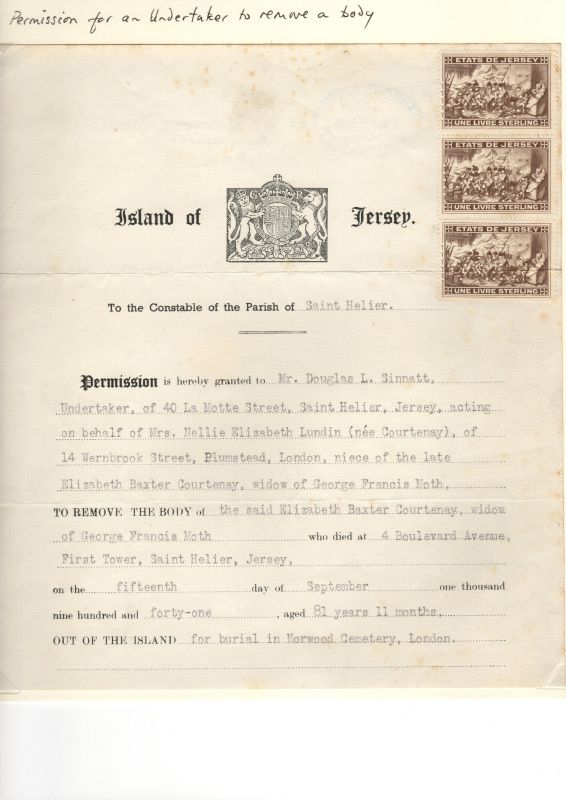 Permission for an Undertaker to remove a body
ETATS DE JERSEY
UNE LIVRE STERLING
ETATS DE JERSEY
UNE LIVRE STERLING
ETATS DE JERSEY
UNE LIVRE STERLING
Island of Jersey.
To the Constable of the Parish of Saint Helier.
Permission is hereby granted to Mr. Douglas L. Sinnatt,
Undertaker, of 40 La Motte Street, Saint Helier, Jersey, acting
on behalf of Mrs. Nellie Elizabeth Lundin (née Courtenay), of
14 Wernbrook Street, Plumstead, London, niece of the late
Elizabeth Baxter Courtenay, widow of George Francis Moth,
TO REMOVE THE BODY of the said Elizabeth Baxter Courtenay, widow
of George Francis Moth who died at 4 Boulevard Avenue,
First Tower, Saint Helier, Jersey,
on the fifteenth day of September one thousand
nine hundred and forty-one, aged 81 years 11 months,
OUT OF THE ISLAND for burial in Norwood Cemetery, London.